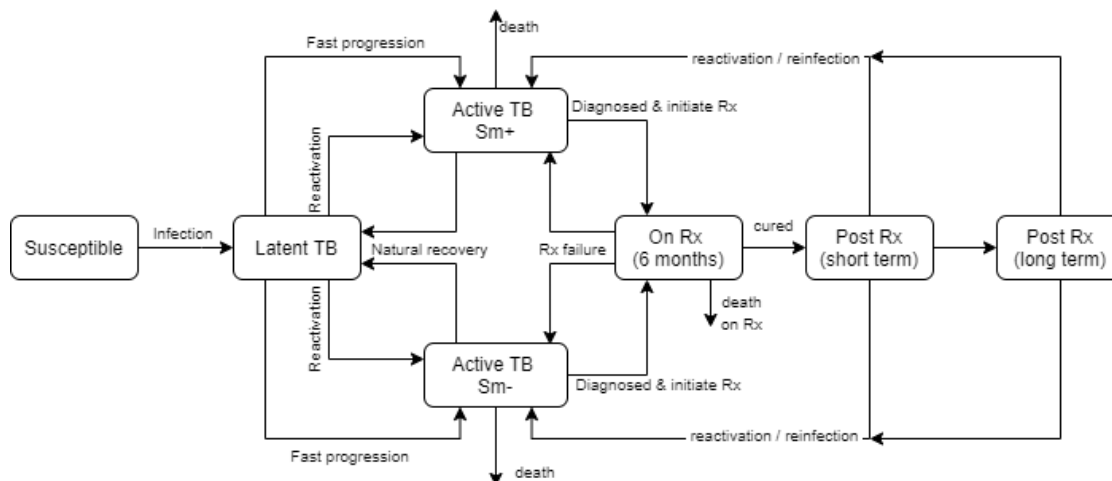 death
Fast progression
reactivation / reinfection
Active TB
Sm+
Diagnosed & initiate Rx
Reactivation
Susceptible
Infection
Latent TB
Natural recovery
Rx failure
On Rx
(6 months)
cured
Post Rx
(short term)
Post Rx
(long term)
death
on Rx
Reactivation
Active TB
Sm-
Diagnosed & initiate Rx
reactivation / reinfection
Fast progression
death